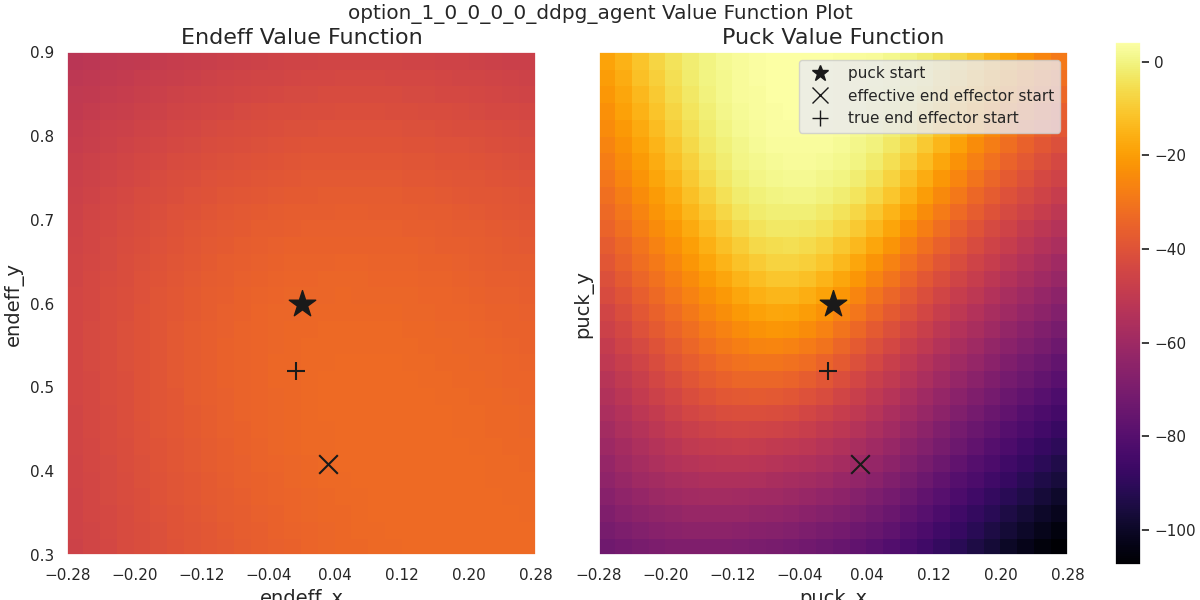 option_1_0_0_0_0_ddpg_agent Value Function Plot
Endeff Value Function
Puck Value Function
endeff_y
0.9
0.8
0.7
0.6
0.5
0.4
0.3
−0.28 −0.20 −0.12 −0.04 0.04 0.12 0.20 0.28
endeff_x
puck_y
puck start
effective end effector start
true end effector start
−0.28 −0.20 −0.12 −0.04 0.04 0.12 0.20 0.28
puck_x
0
−20
−40
−60
−80
−100